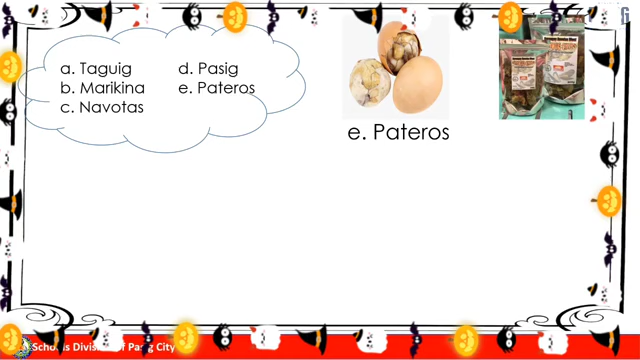 a. Taguig
b. Marikina
c. Navotas
d. Pasig
e. Pateros
e. Pateros
Schools Division of Pasig City